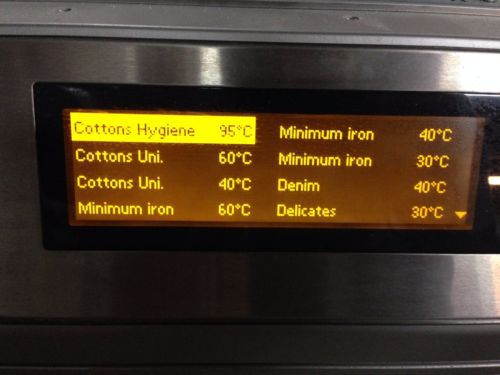 Cottons Hygiene 95°C
Cottons Uni. 60°C
Cottons Uni. 40°C
Minimum iron 60°C
Minimum iron 40°C
Minimum iron 30°C
Denim 40°C
Delicates 30°C